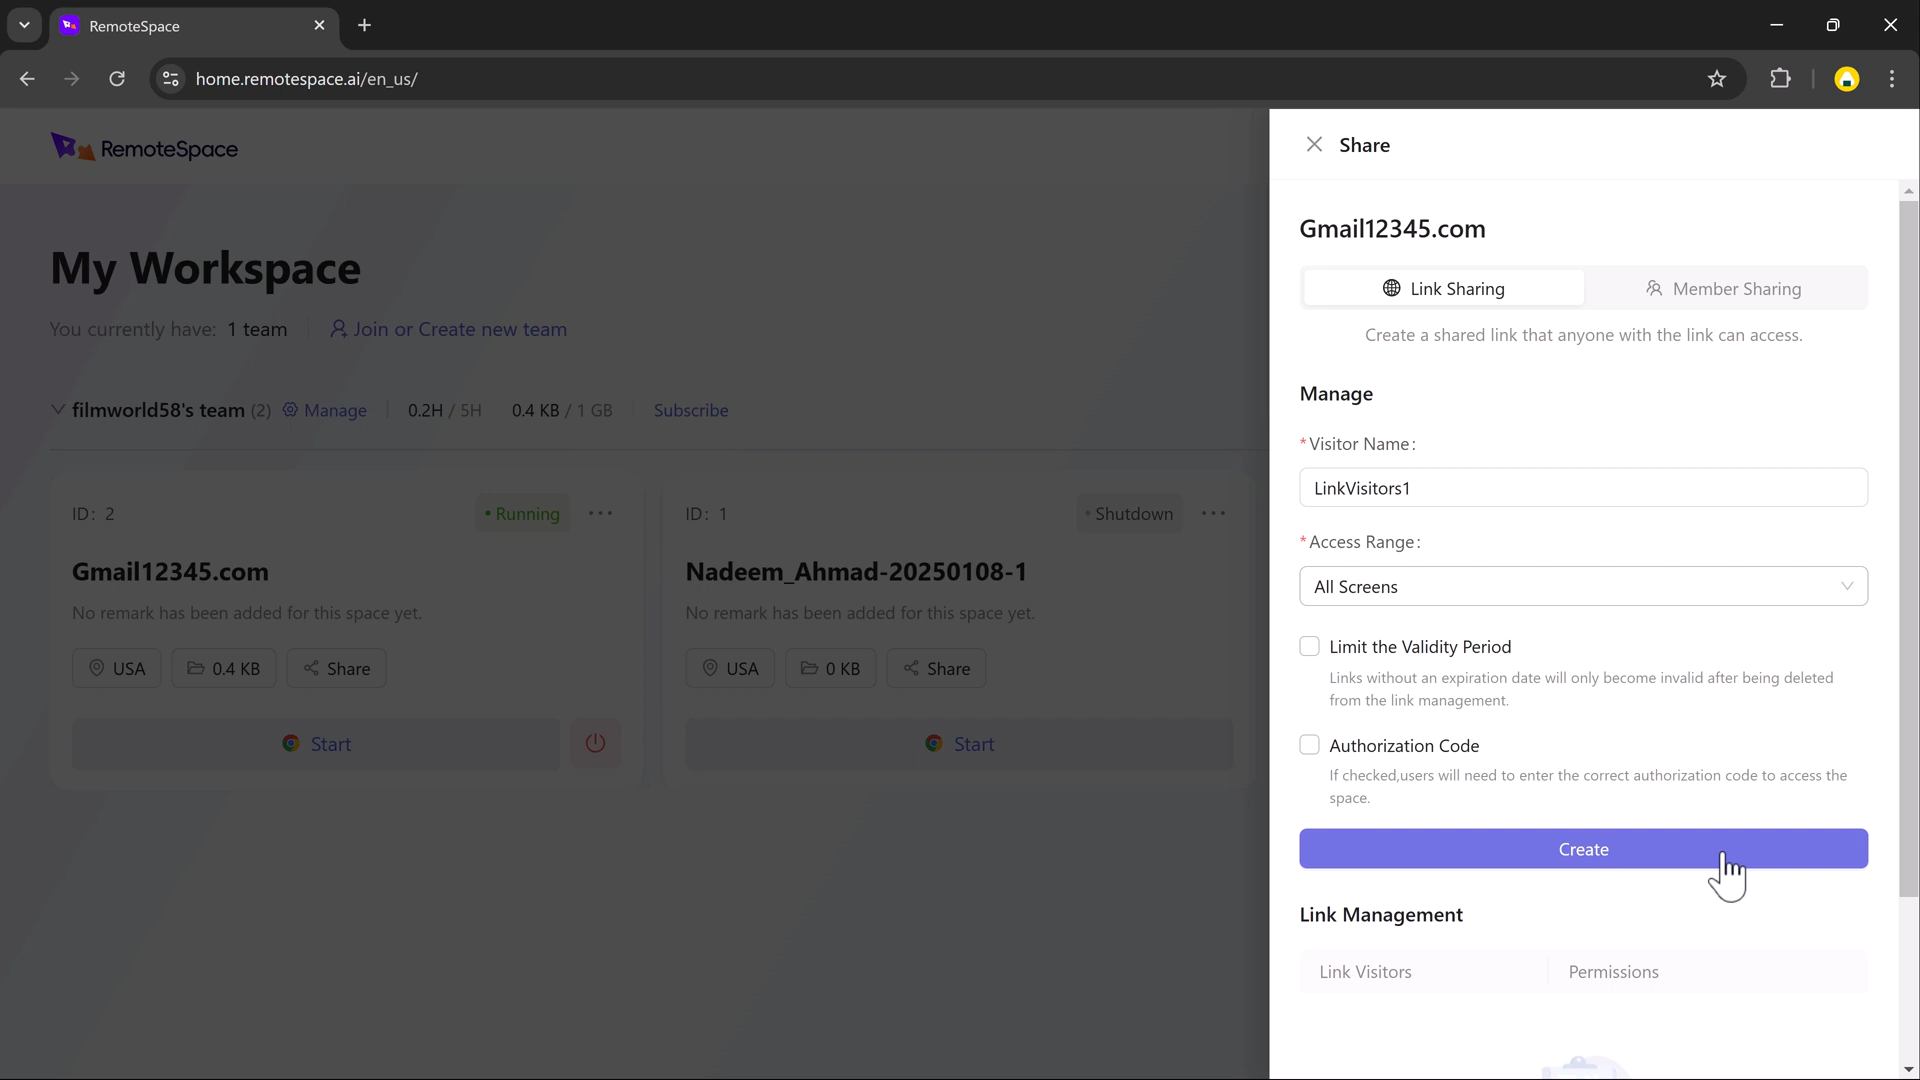 RemoteSpace
home.remotespace.ai/en_us/
RemoteSpace
My Workspace
You currently have: 1 team
Join or Create new team
filmworld58's team (2) Manage 0.2H / 5H 0.4 KB / 1 GB Subscribe
ID: 2 • Running ···
Gmail12345.com
No remark has been added for this space yet.
USA 0.4 KB Share
Start
ID: 1 • Shutdown ···
Nadeem_Ahmad-20250108-1
No remark has been added for this space yet.
USA 0 KB Share
Start
Share
Gmail12345.com
Link Sharing Member Sharing
Create a shared link that anyone with the link can access.
Manage
* Visitor Name:
LinkVisitors1
* Access Range:
All Screens
Limit the Validity Period
Links without an expiration date will only become invalid after being deleted
from the link management.
Authorization Code
If checked,users will need to enter the correct authorization code to access the
space.
Create
Link Management
Link Visitors Permissions